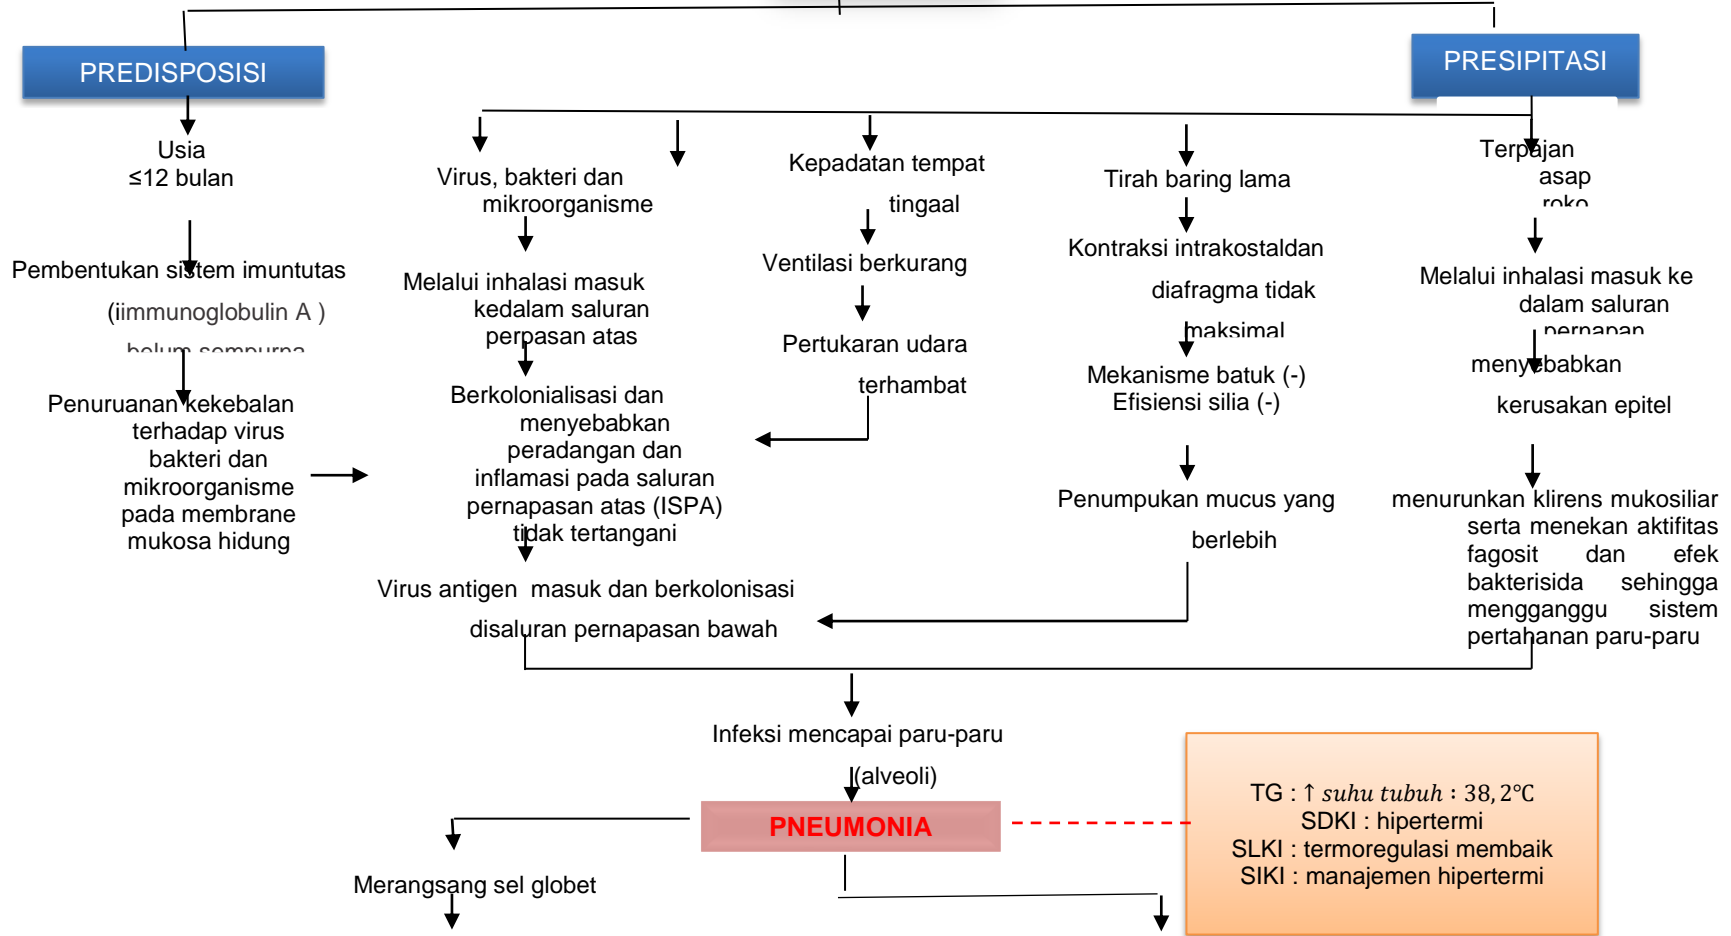 PREDISPOSISI
PRESIPITASI
Usia
≤12 bulan
Pembentukan sistem imuntutas
(iimmunoglobulin A )
belum sempurna
Penuruanan kekebalan
terhadap virus
bakteri dan
mikroorganisme
pada membrane
mukosa hidung
Virus, bakteri dan
mikroorganisme
Melalui inhalasi masuk
kedalam saluran
perpasan atas
Berkolonialisasi dan
menyebabkan
peradangan dan
inflamasi pada saluran
pernapasan atas (ISPA)
tidak tertangani
Virus antigen masuk dan berkolonisasi
disaluran pernapasan bawah
Kepadatan tempat
tingaal
Ventilasi berkurang
Pertukaran udara
terhambat
Tirah baring lama
Kontraksi intrakostaldan
diafragma tidak
maksimal
Mekanisme batuk (-)
Efisiensi silia (-)
Penumpukan mucus yang
berlebih
Terpajan
asap
roko
Melalui inhalasi masuk ke
dalam saluran
pernapan
menyebabkan
kerusakan epitel
menurunkan klirens mukosiliar
serta menekan aktifitas
fagosit dan efek
bakterisida sehingga
mengganggu sistem
pertahanan paru-paru
Infeksi mencapai paru-paru
(alveoli)
PNEUMONIA
TG : ↑ suhu tubuh : 38, 2℃
SDKI : hipertermi
SLKI : termoregulasi membaik
SIKI : manajemen hipertermi
Merangsang sel globet